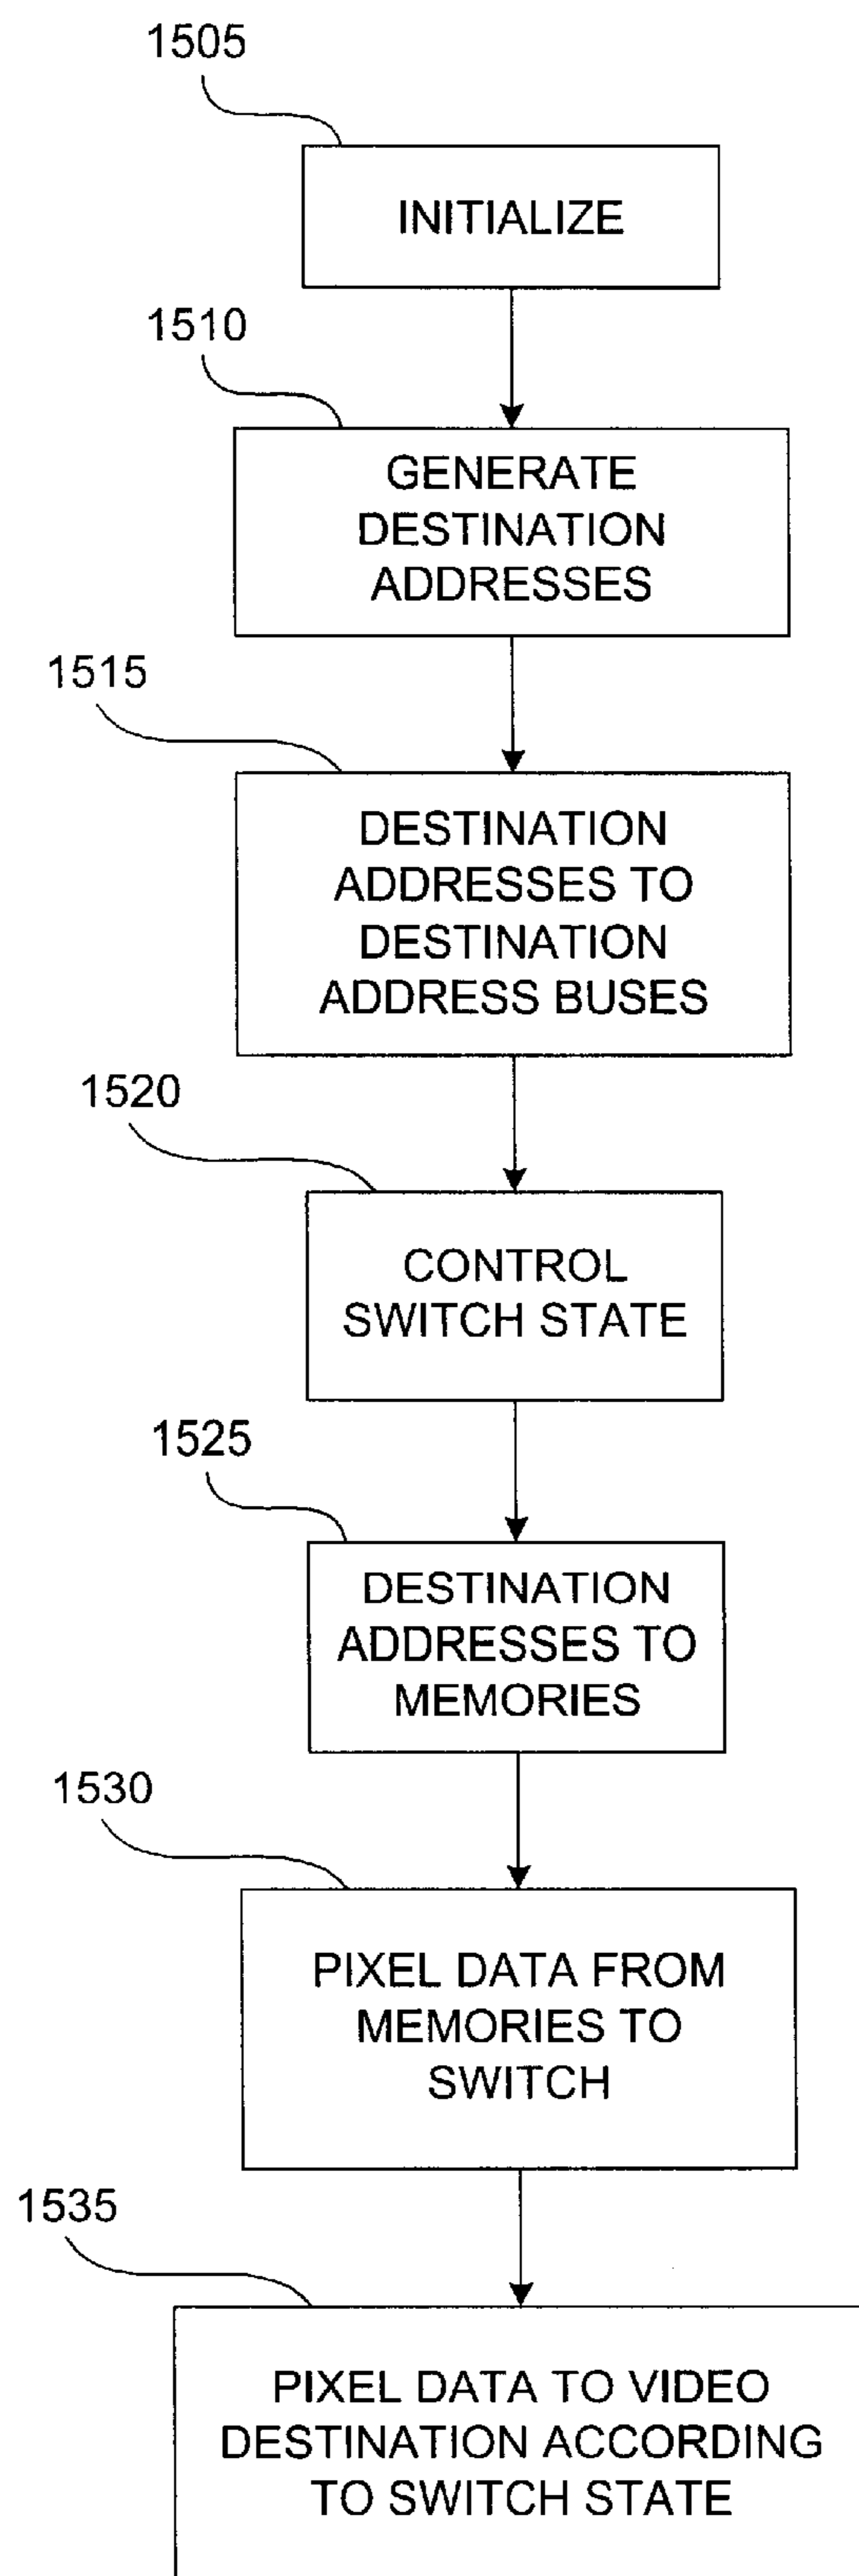 1505
INITIALIZE
1510
GENERATE
DESTINATION
ADDRESSES
1515
DESTINATION
ADDRESSES TO
DESTINATION
ADDRESS BUSES
1520
CONTROL
SWITCH STATE
1525
DESTINATION
ADDRESSES TO
MEMORIES
1530
PIXEL DATA FROM
MEMORIES TO
SWITCH
1535
PIXEL DATA TO VIDEO
DESTINATION ACCORDING
TO SWITCH STATE